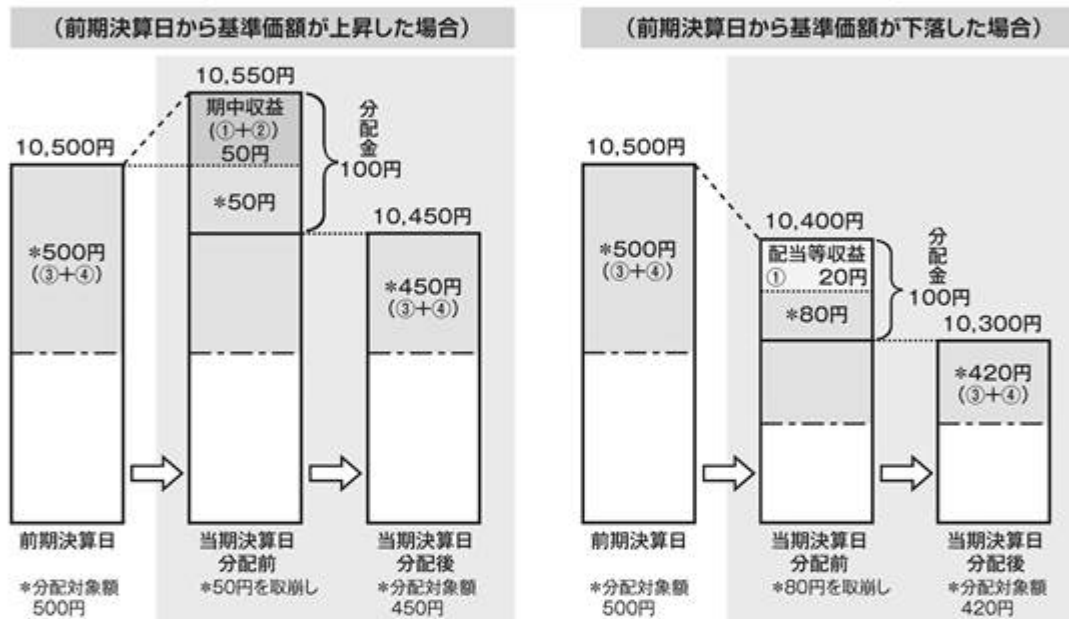 (前期決算日から基準価額が上昇した場合)
10,550円
期中収益
(①+②)
50円
*50円
分配金
100円
10,500円
*500円
(③+④)
10,450円
*450円
(③+④)
前期決算日
*分配対象額
500円
当期決算日
分配前
*50円を取崩し
当期決算日
分配後
*分配対象額
450円
(前期決算日から基準価額が下落した場合)
10,500円
*500円
(③+④)
10,400円
配当等収益
① 20円
*80円
分配金
100円
10,300円
*420円
(③+④)
前期決算日
*分配対象額
500円
当期決算日
分配前
*80円を取崩し
当期決算日
分配後
*分配対象額
420円